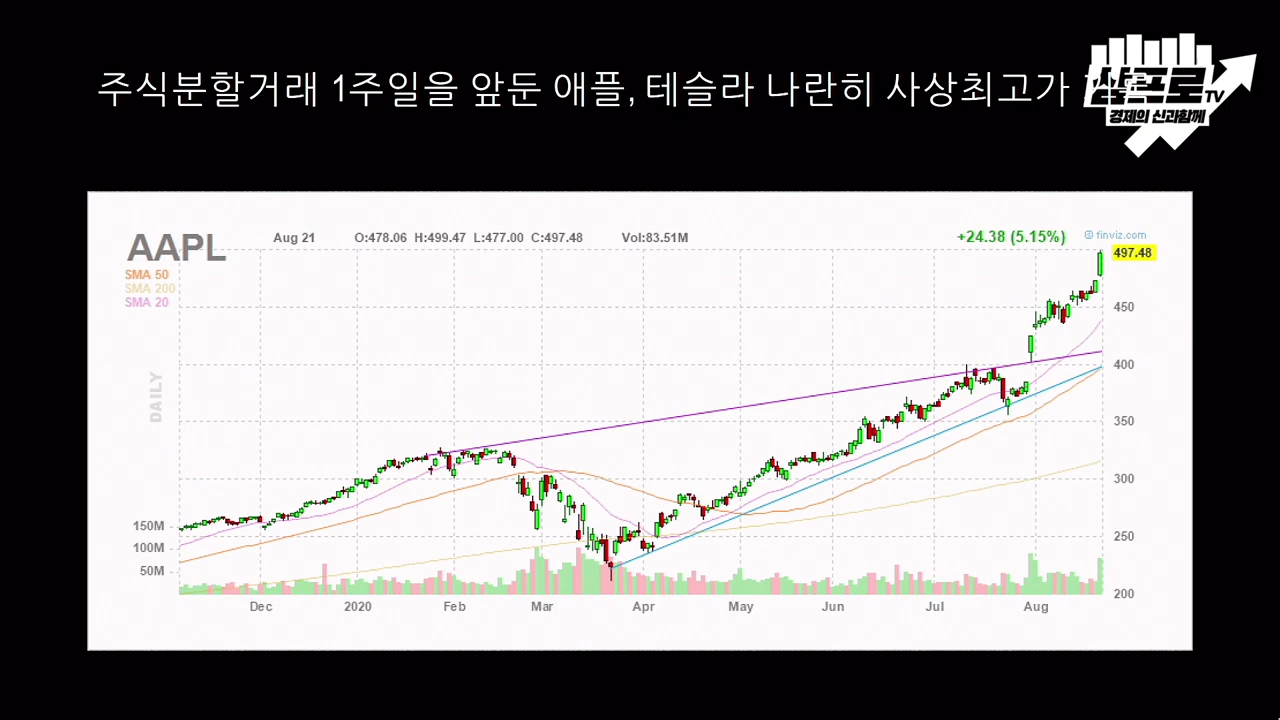 주식분할거래 1주일을 앞둔 애플, 테슬라 나란히 사상최고가
TV
경제의 신과함께
AAPL
Aug 21 O:478.06 H:499.47 L:477.00 C:497.48 Vol:83.51M
+24.38 (5.15%)
© finviz.com
497.48
SMA 50
SMA 200
SMA 20
450
400
350
300
250
200
DAILY
150M
100M
50M
Dec 2020 Feb Mar Apr May Jun Jul Aug